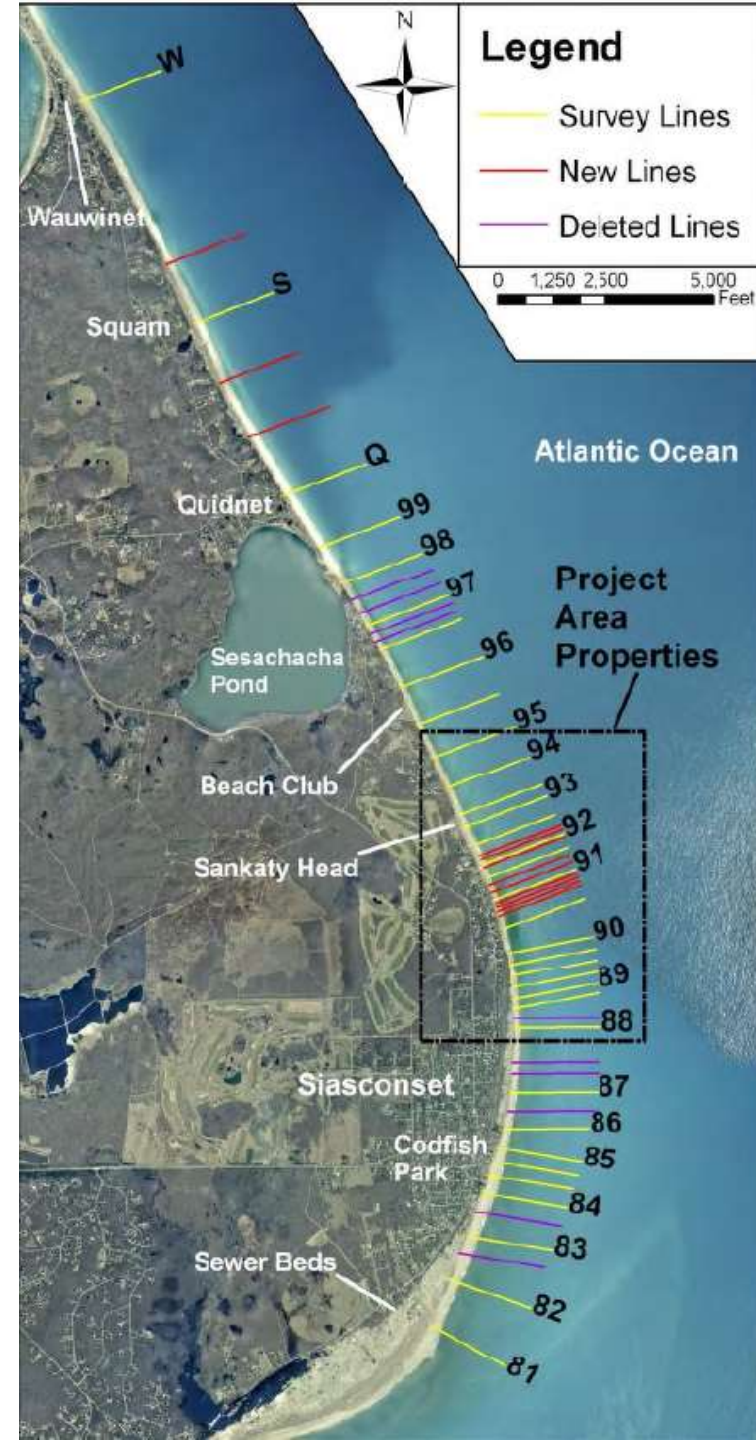 N
Legend
Survey Lines
New Lines
Deleted Lines
0 1,250 2,500 5,000
Feet
W
Wauwinet
S
Squam
Atlantic Ocean
Q
Quidnet
99
98
97
Project
Area
Properties
Sesachacha
Pond
96
95
94
Beach Club
93
92
Sankaty Head
91
90
89
88
Siasconset
87
86
Codfish
Park
85
84
83
Sewer Beds
82
81